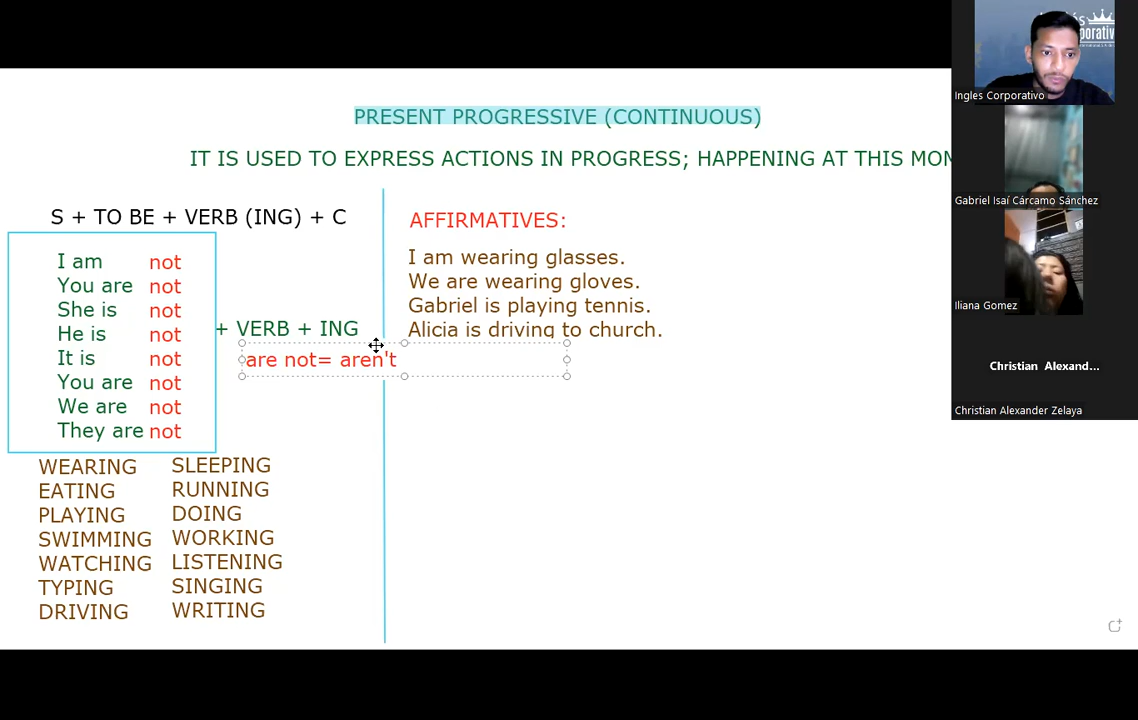 PRESENT PROGRESSIVE (CONTINUOUS)
IT IS USED TO EXPRESS ACTIONS IN PROGRESS; HAPPENING AT THIS MOM
S + TO BE + VERB (ING) + C
I am not
You are not
She is not
He is not
It is not
You are not
We are not
They are not
+ VERB + ING
are not= aren't
WEARING
EATING
PLAYING
SWIMMING
WATCHING
TYPING
DRIVING
SLEEPING
RUNNING
DOING
WORKING
LISTENING
SINGING
WRITING
AFFIRMATIVES:
I am wearing glasses.
We are wearing gloves.
Gabriel is playing tennis.
Alicia is driving to church.
Ingles Corporativo
Gabriel Isaí Cárcamo Sánchez
Iliana Gomez
Christian Alexand...
Christian Alexander Zelaya